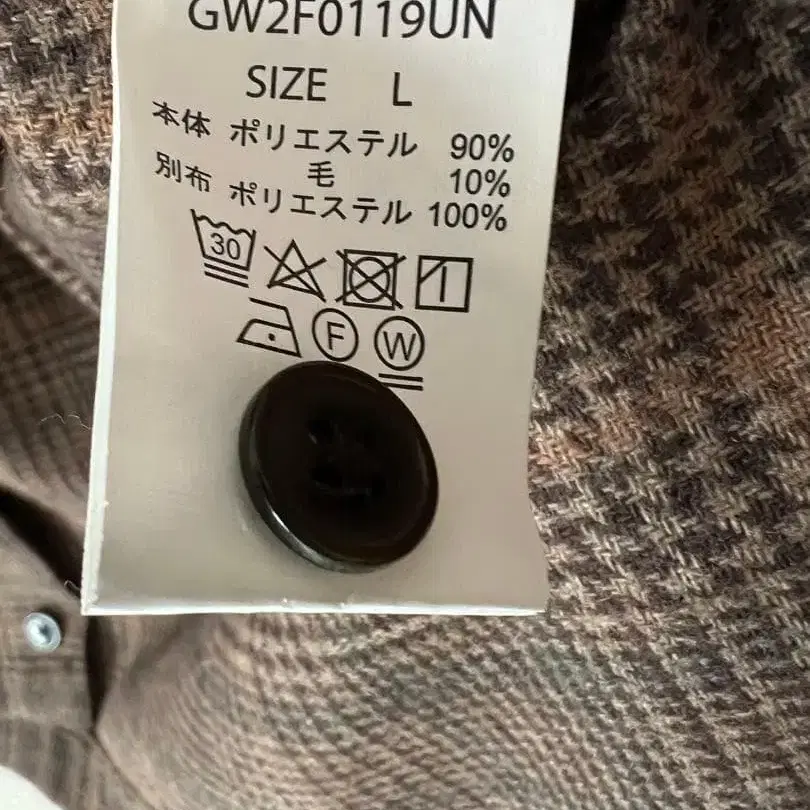 GW2F0119UN
SIZE L
本体 ポリエステル 90%
毛 10%
別布 ポリエステル 100%
30
F W